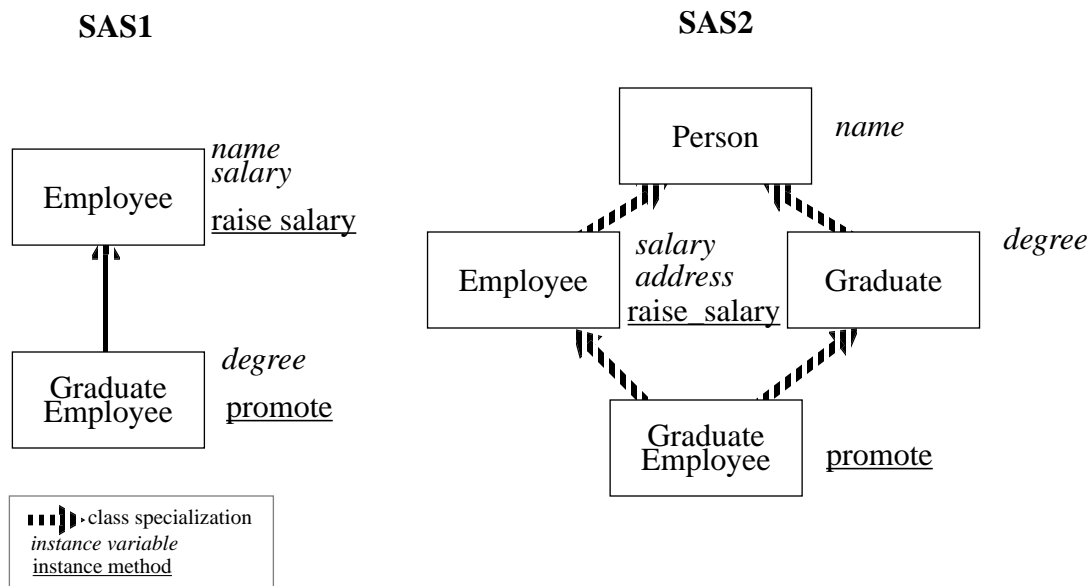 SAS1
SAS2
Person
name
name
salary
Employee
raise salary
salary
address
raise_salary
Employee
Graduate
degree
Graduate
Employee
degree
promote
Graduate
Employee
promote
class specialization
instance variable
instance method